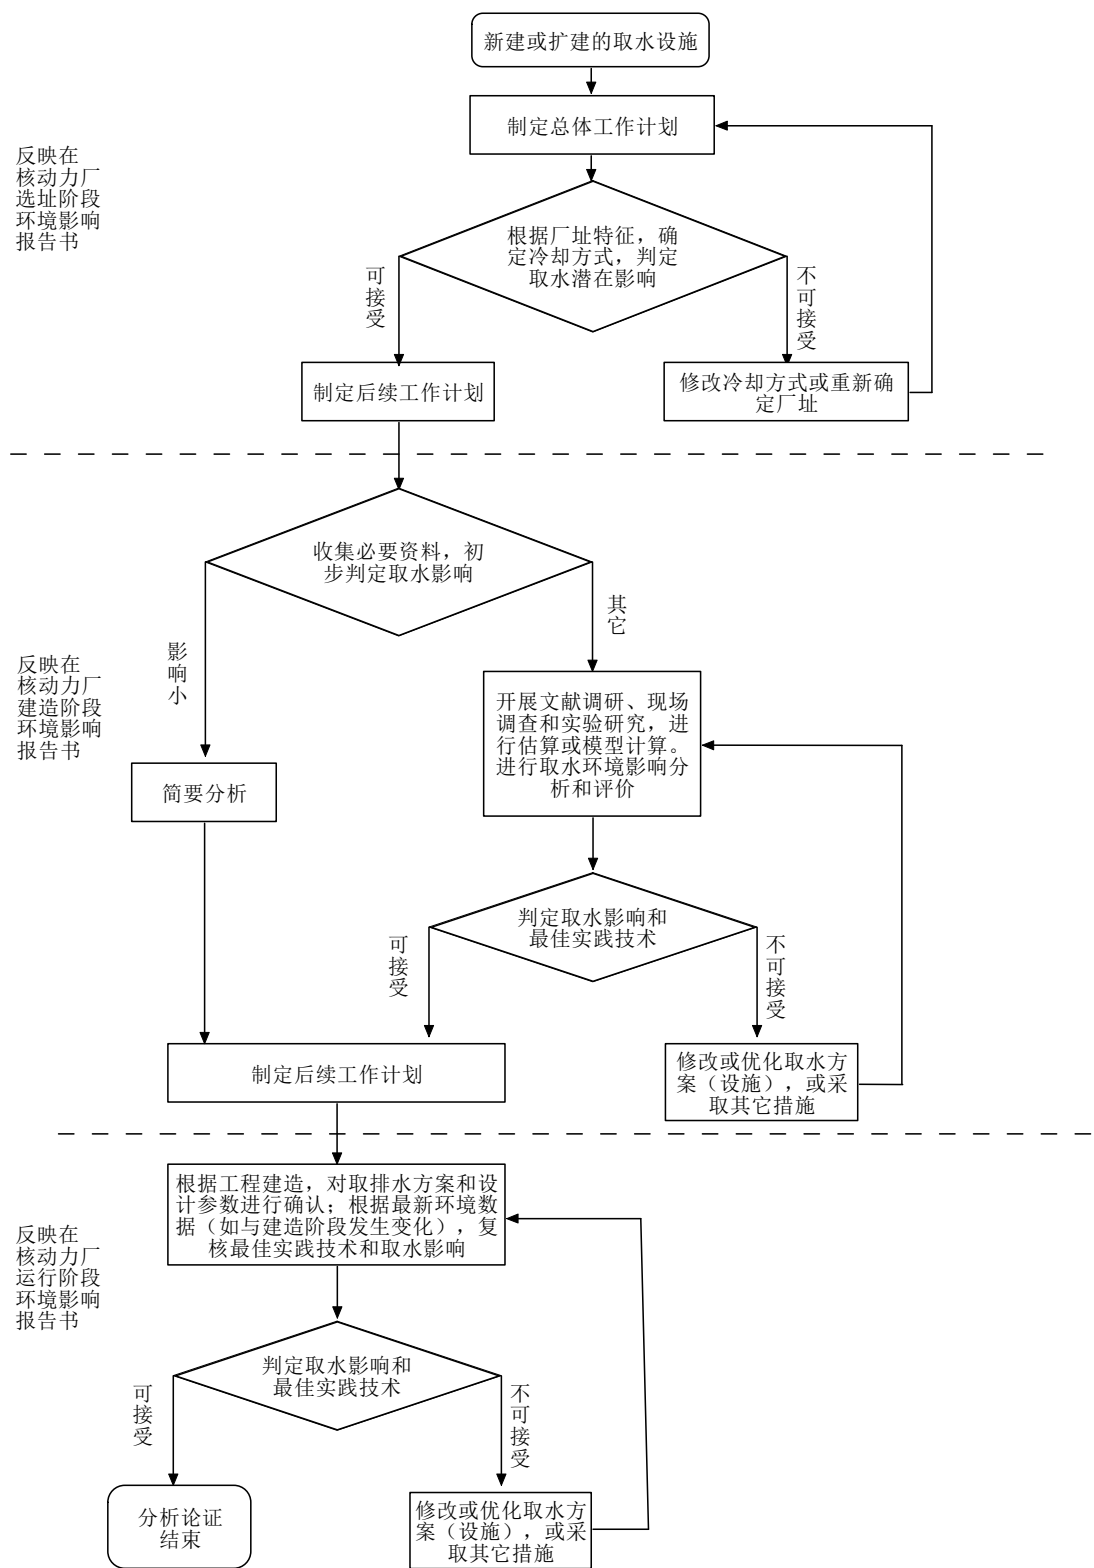 新建或扩建的取水设施
制定总体工作计划
反映在
核动力厂
选址阶段
环境影响
报告书
根据厂址特征，确
定冷却方式，判定
取水潜在影响
可接受
不可接受
制定后续工作计划
修改冷却方式或重新确
定厂址
收集必要资料，初
步判定取水影响
影响小
其它
反映在
核动力厂
建造阶段
环境影响
报告书
开展文献调研、现场
调查和实验研究，进
行估算或模型计算。
进行取水环境影响分
析和评价
简要分析
判定取水影响和
最佳实践技术
可接受
不可接受
制定后续工作计划
修改或优化取水方
案（设施），或采
取其它措施
根据工程建造，对取排水方案和设
计参数进行确认；根据最新环境数
据（如与建造阶段发生变化），复
核最佳实践技术和取水影响
反映在
核动力厂
运行阶段
环境影响
报告书
判定取水影响和
最佳实践技术
可接受
不可接受
分析论证
结束
修改或优化取水方
案（设施），或采
取其它措施